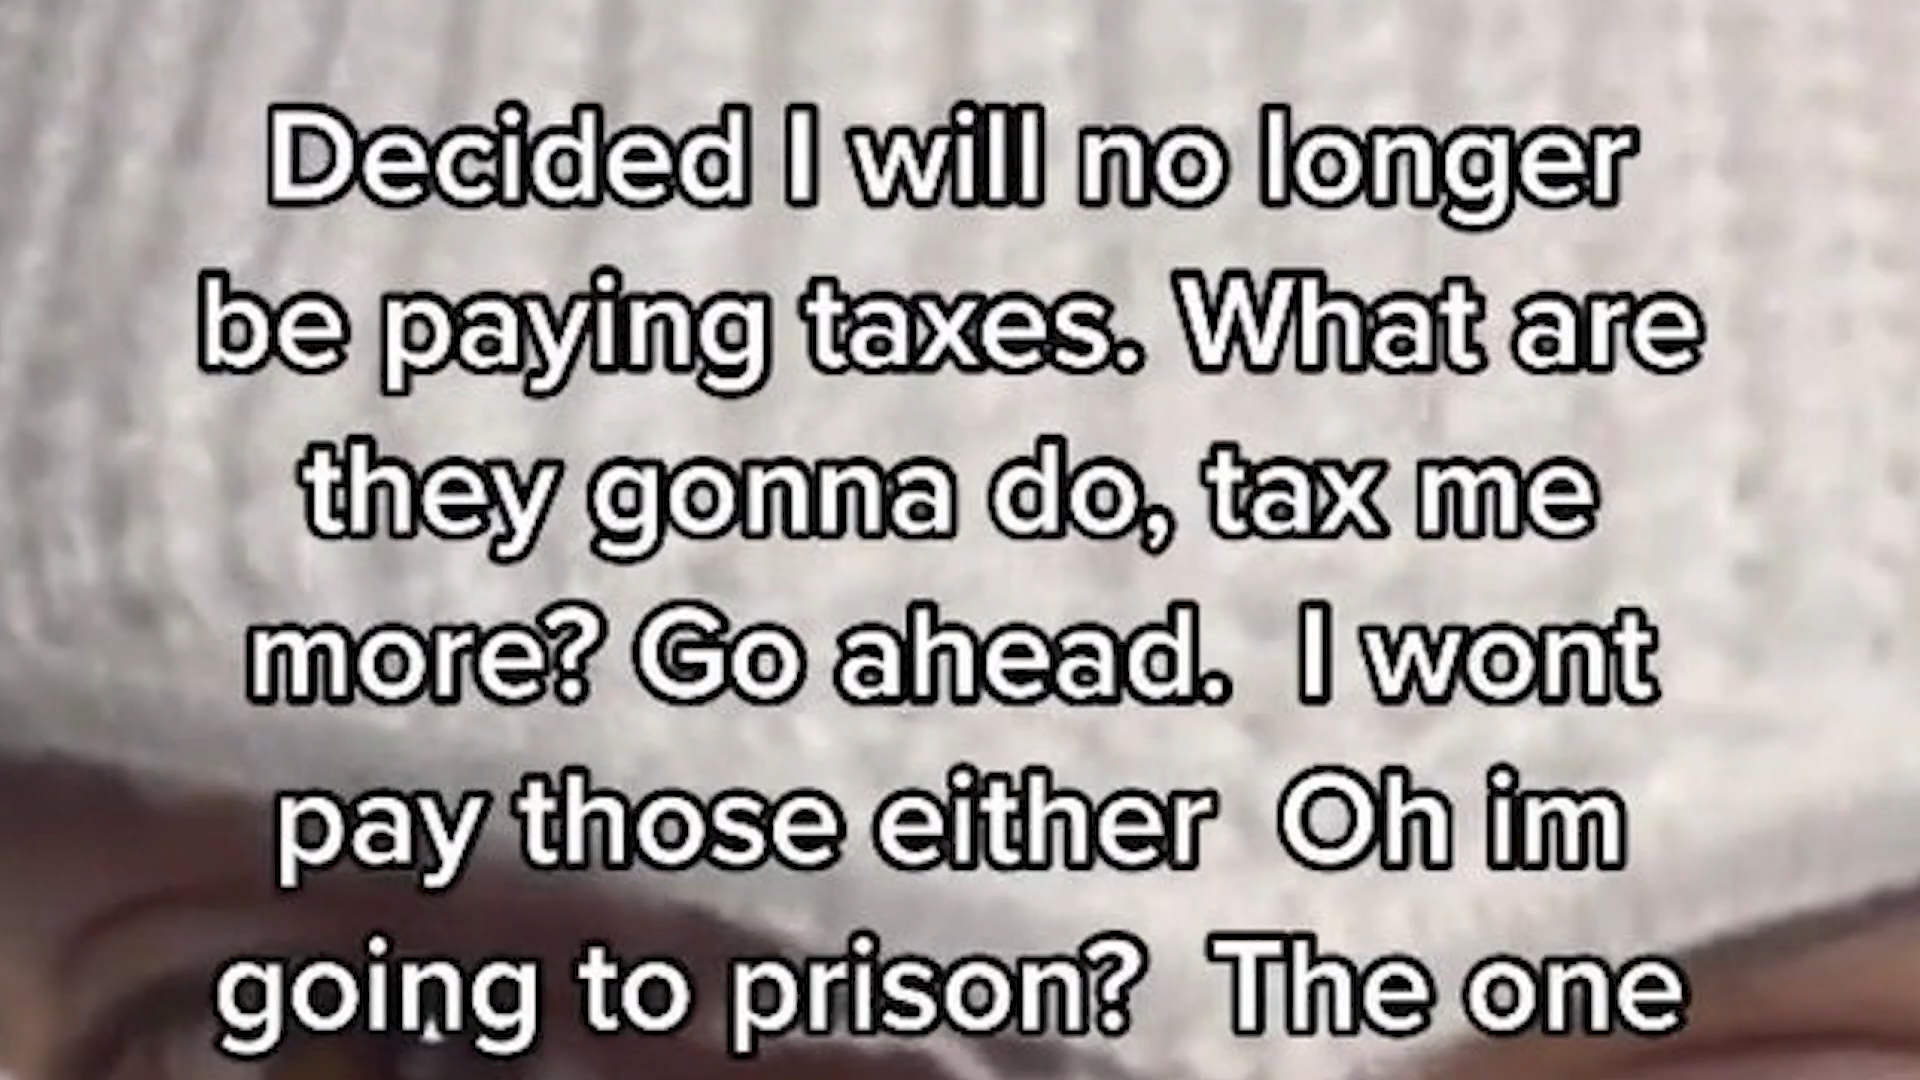 Decided I will no longer
be paying taxes. What are
they gonna do, tax me
more? Go ahead.  I wont
pay those either  Oh im
going to prison?  The one